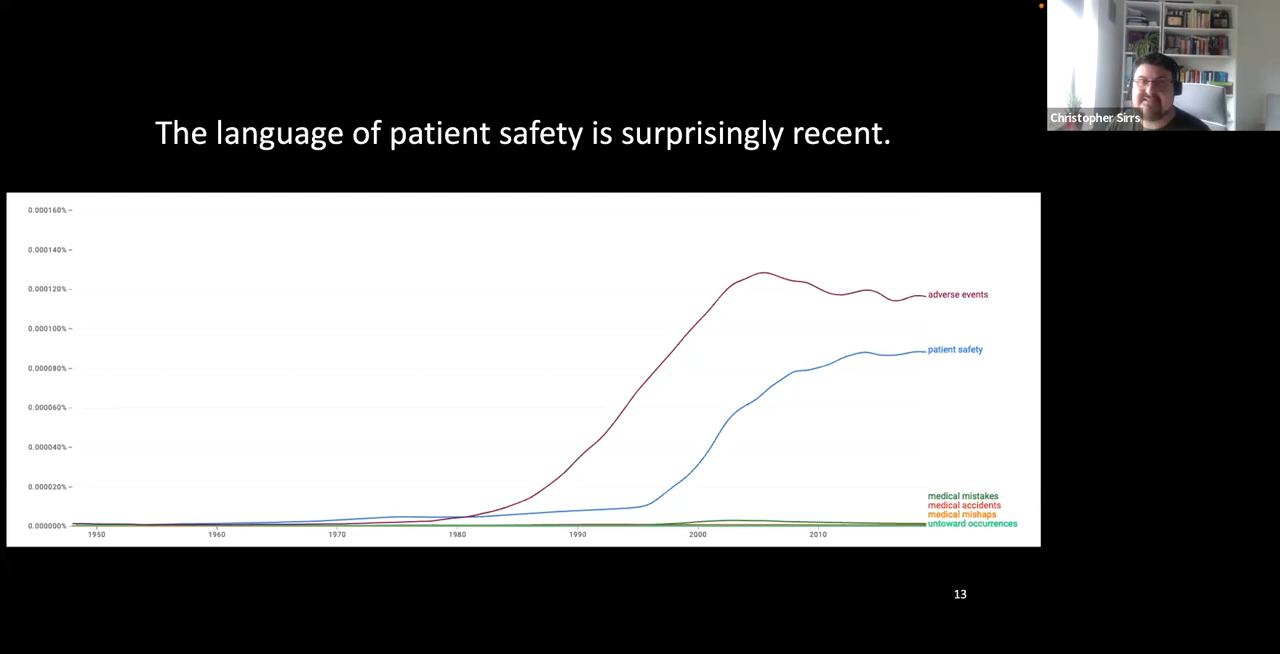 Christopher Sirrs
The language of patient safety is surprisingly recent.
0.000160%
0.000140%
0.000120%
0.000100%
0.000080%
0.000060%
0.000040%
0.000020%
0.000000%
adverse events
patient safety
medical mistakes
medical accidents
medical mishaps
untoward occurrences
1950 1960 1970 1980 1990 2000 2010
13